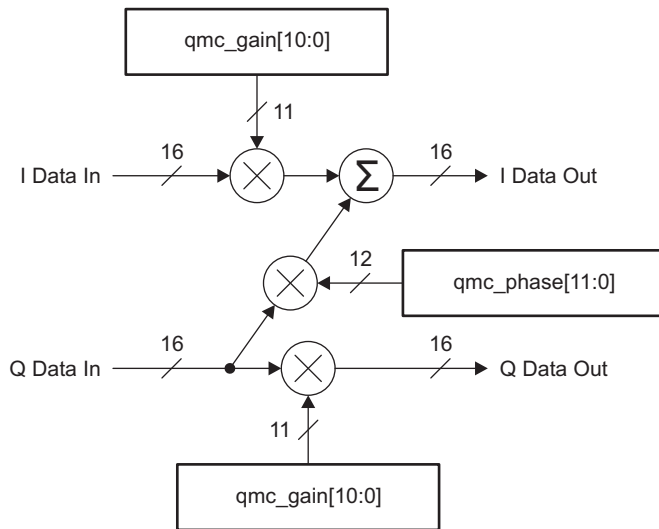 qmc_gain[10:0]
11
16
16
I Data In
Σ
I Data Out
12
qmc_phase[11:0]
16
16
Q Data In
Q Data Out
11
qmc_gain[10:0]